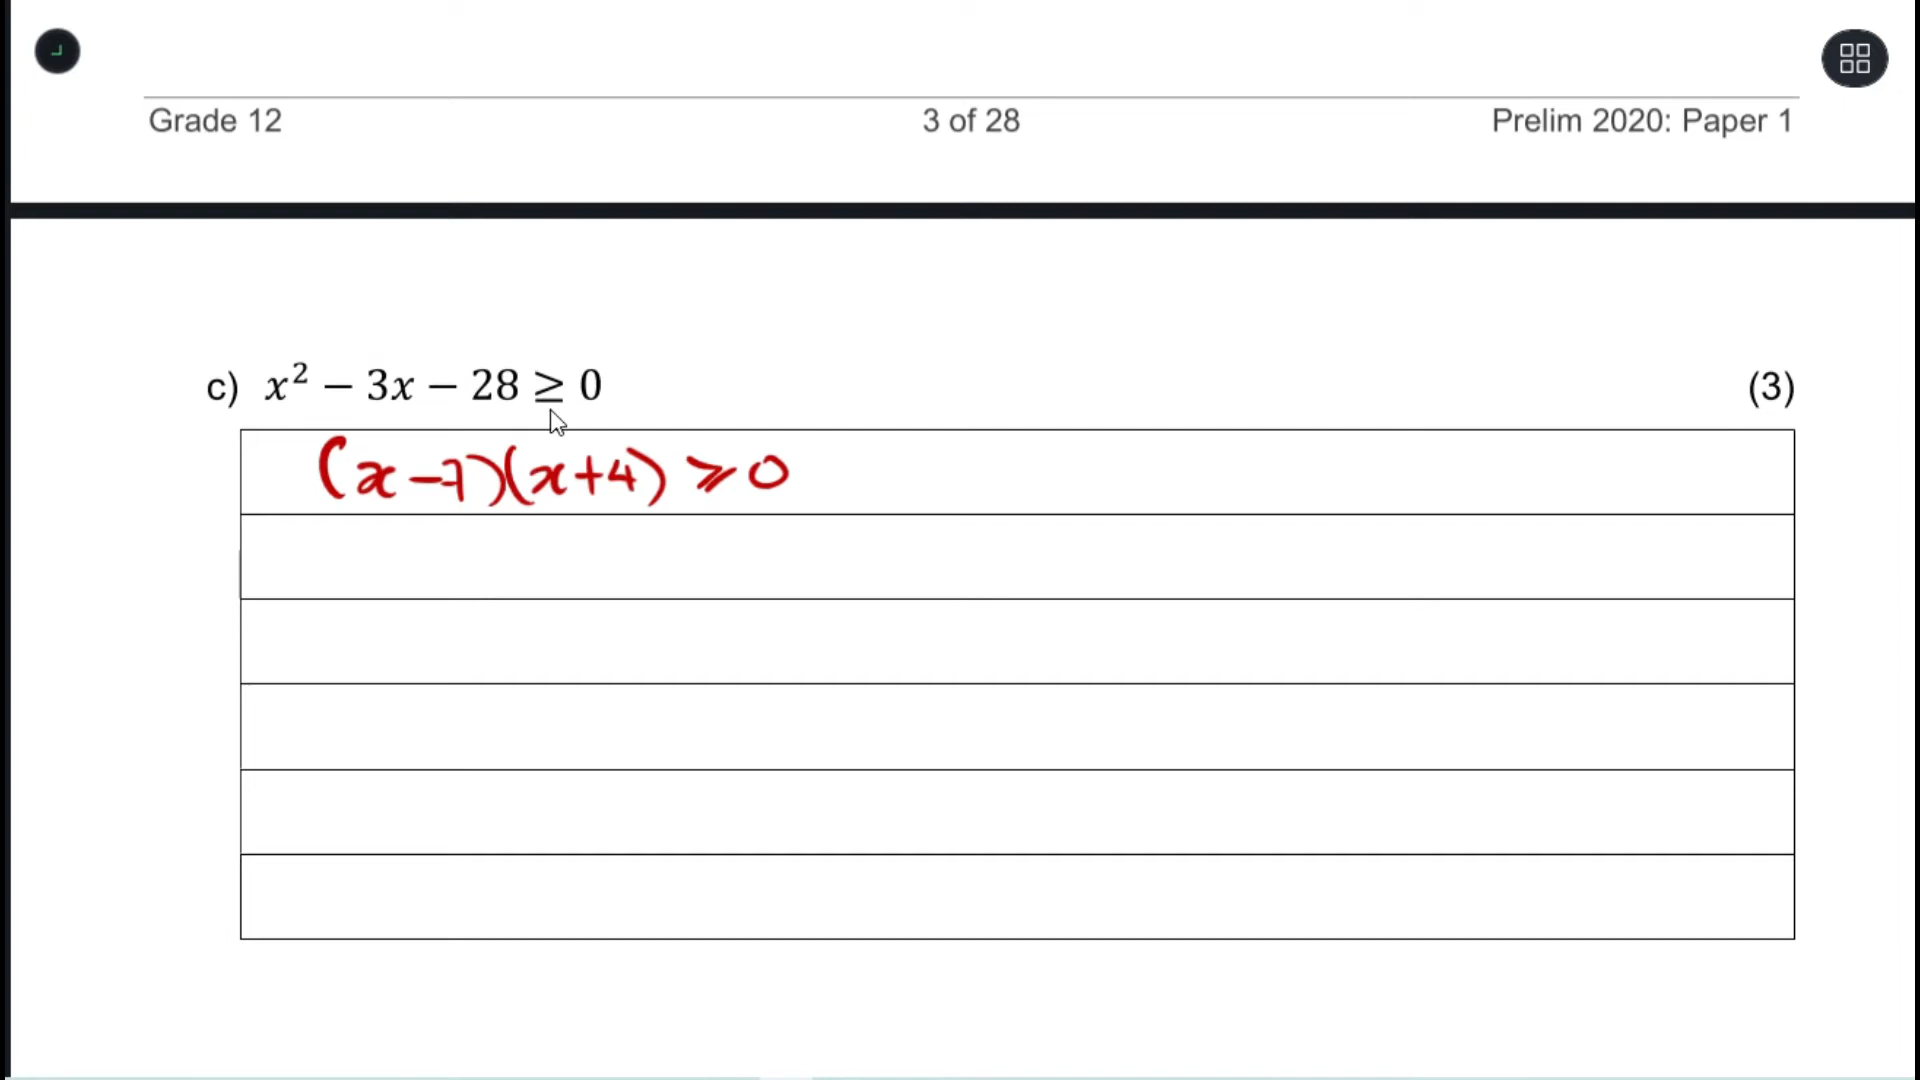 Grade 12 3 of 28 Prelim 2020: Paper 1
c) x² − 3x − 28 ≥ 0 (3)
(x−7)(x+4) ⩾ 0